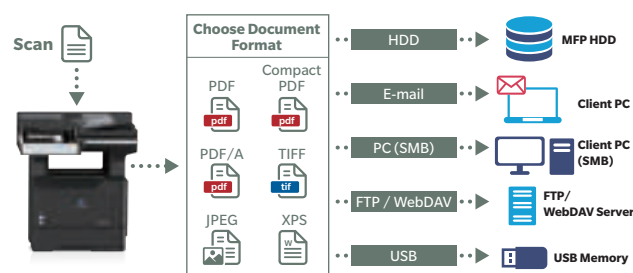 Scan
Choose Document
Format
PDF
Compact
PDF
pdf
pdf
PDF/A
TIFF
pdf
tif
JPEG
XPS
W
HDD
MFP HDD
E-mail
Client PC
PC (SMB)
Client PC
(SMB)
FTP / WebDAV
FTP/
WebDAV Server
USB
USB Memory